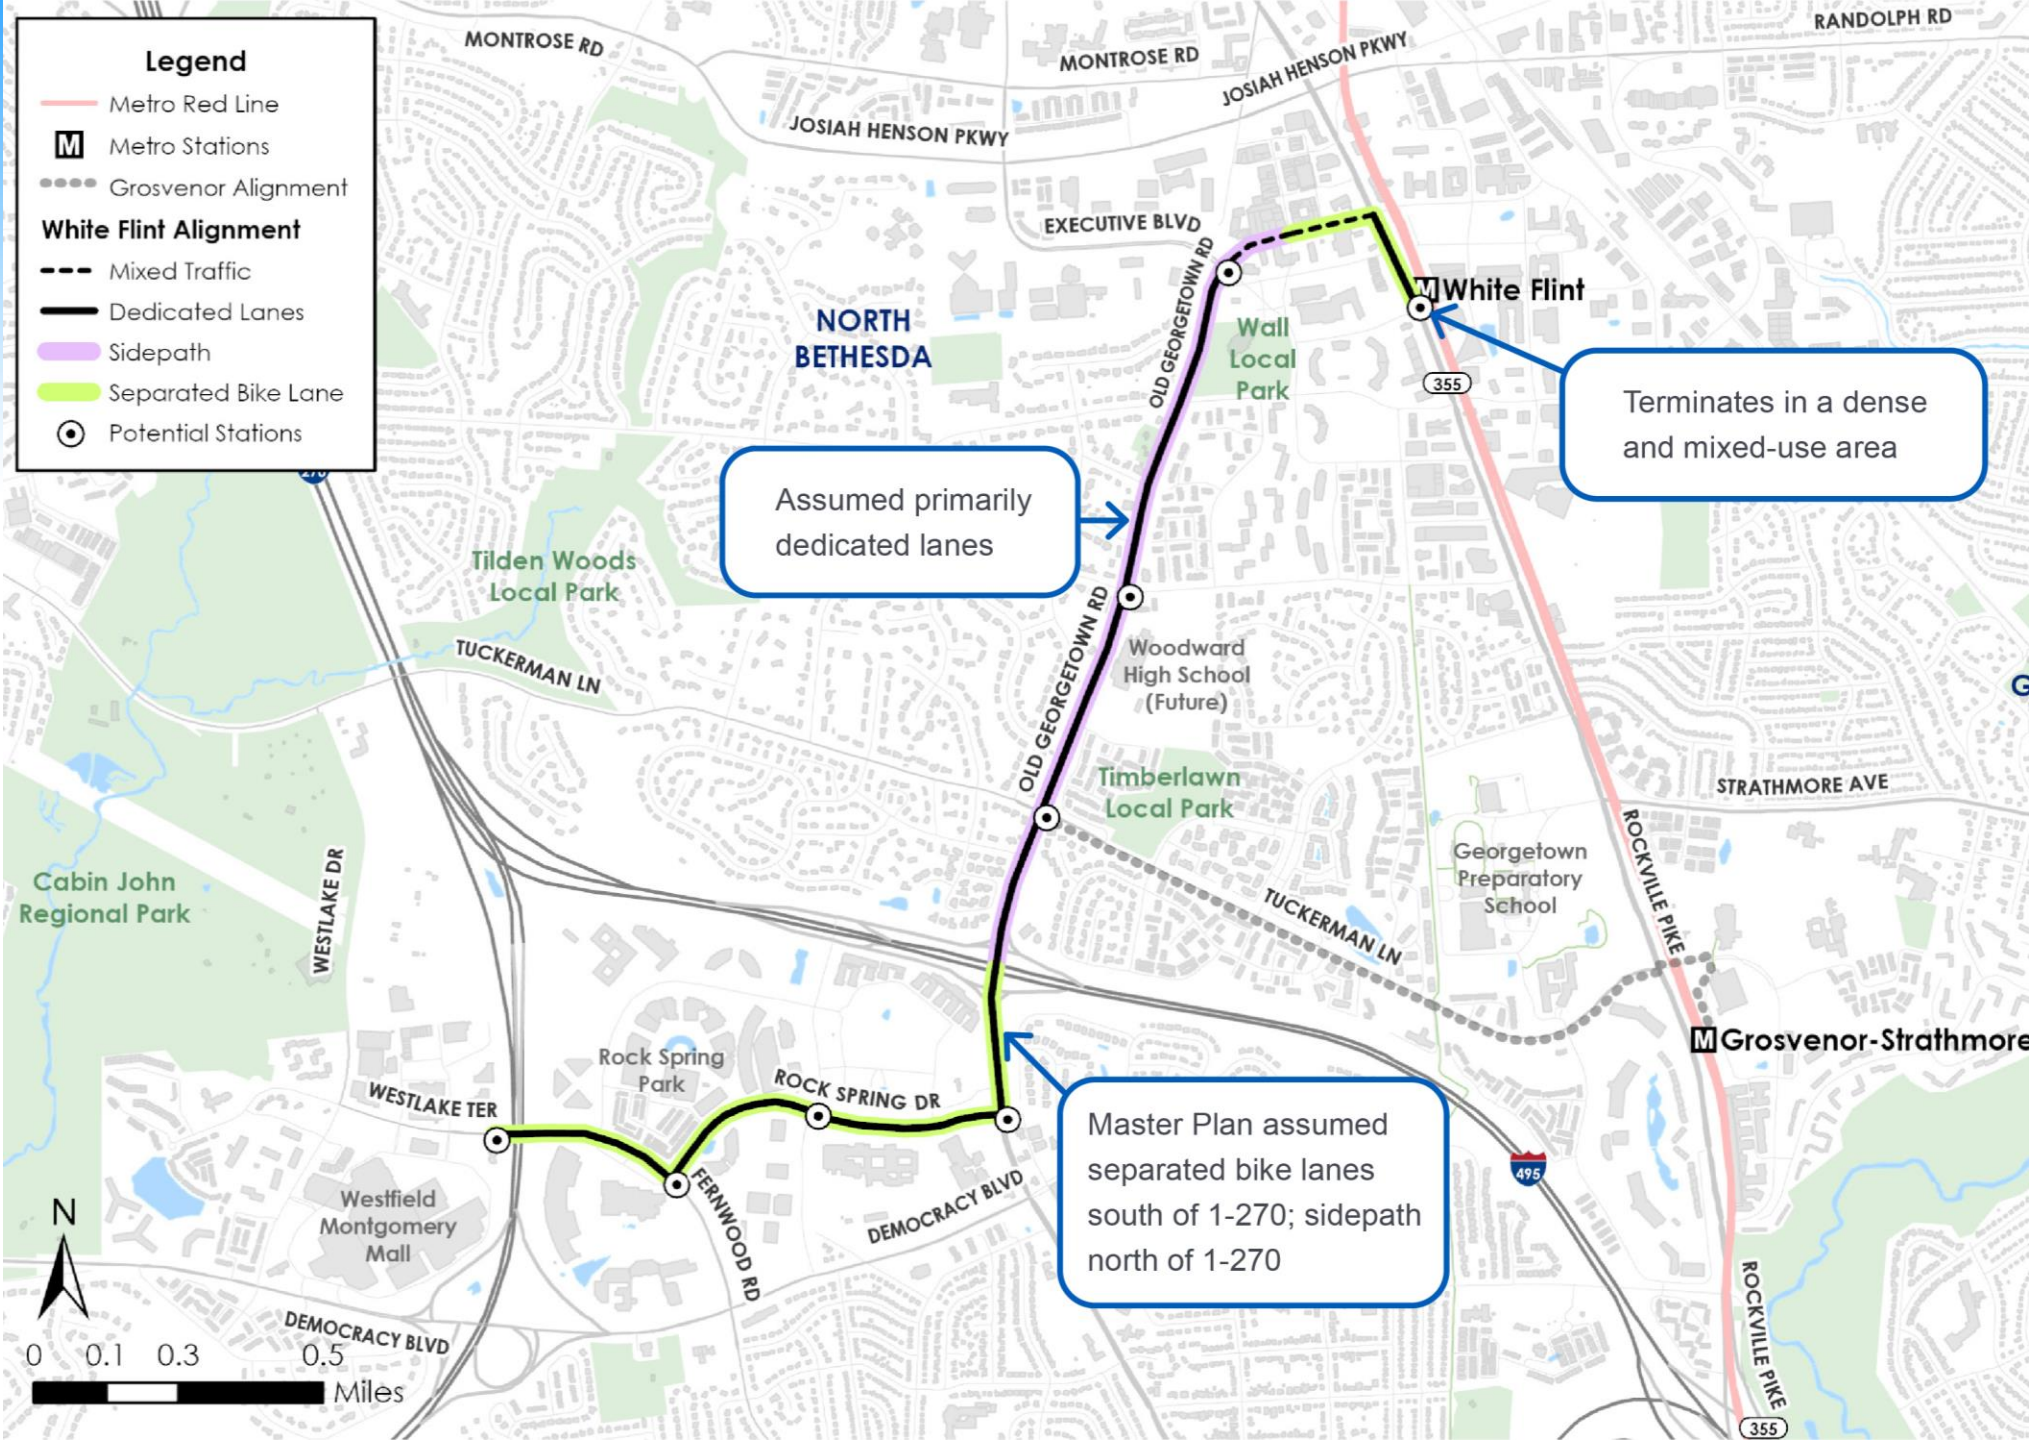 Legend
Metro Red Line
M Metro Stations
Grosvenor Alignment
White Flint Alignment
Mixed Traffic
Dedicated Lanes
Sidepath
Separated Bike Lane
Potential Stations
MONTROSE RD
MONTROSE RD
JOSIAH HENSON PKWY
RANDOLPH RD
JOSIAH HENSON PKWY
EXECUTIVE BLVD
OLD GEORGETOWN RD
M White Flint
NORTH
BETHESDA
Wall
Local
Park
355
Terminates in a dense
and mixed-use area
270
Assumed primarily
dedicated lanes
Tilden Woods
Local Park
TUCKERMAN LN
OLD GEORGETOWN RD
Woodward
High School
(Future)
G
Timberlawn
Local Park
STRATHMORE AVE
ROCKVILLE PIKE
Georgetown
Preparatory
School
Cabin John
Regional Park
WESTLAKE DR
TUCKERMAN LN
M Grosvenor-Strathmore
Rock Spring
Park
ROCK SPRING DR
WESTLAKE TER
Master Plan assumed
separated bike lanes
south of 1-270; sidepath
north of 1-270
495
FERNWOOD RD
DEMOCRACY BLVD
Westfield
Montgomery
Mall
N
ROCKVILLE PIKE
DEMOCRACY BLVD
0 0.1 0.3 0.5
Miles
355